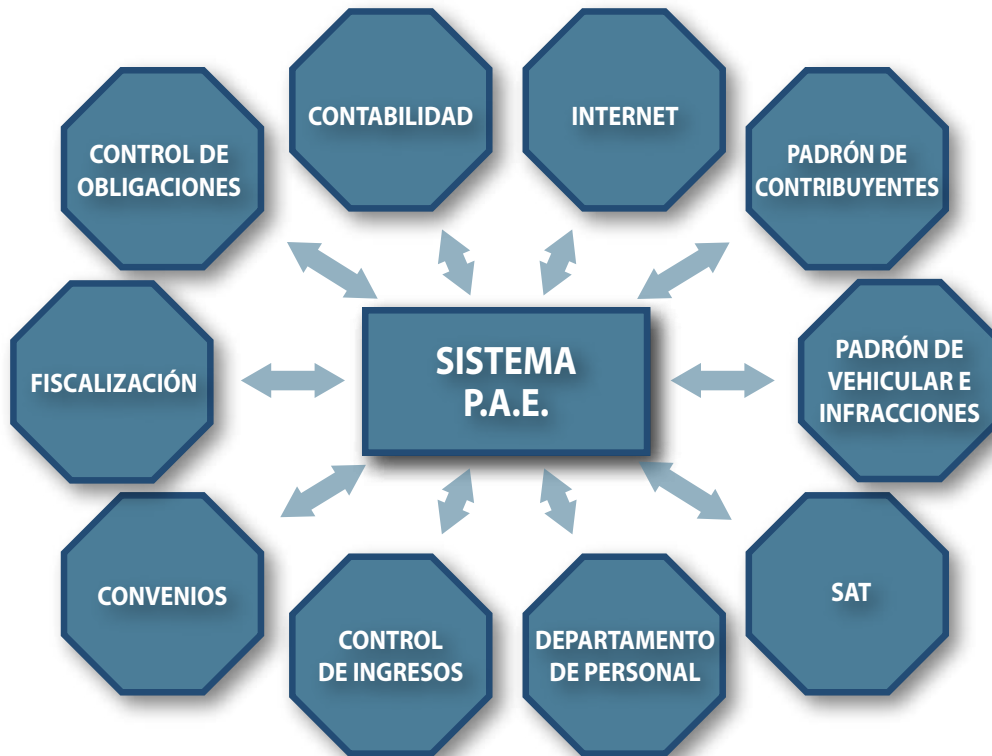 CONTABILIDAD
INTERNET
CONTROL DE
OBLIGACIONES
PADRÓN DE
CONTRIBUYENTES
FISCALIZACIÓN
SISTEMA
P.A.E.
PADRÓN DE
VEHICULAR E
INFRACCIONES
CONVENIOS
SAT
CONTROL
DE INGRESOS
DEPARTAMENTO
DE PERSONAL